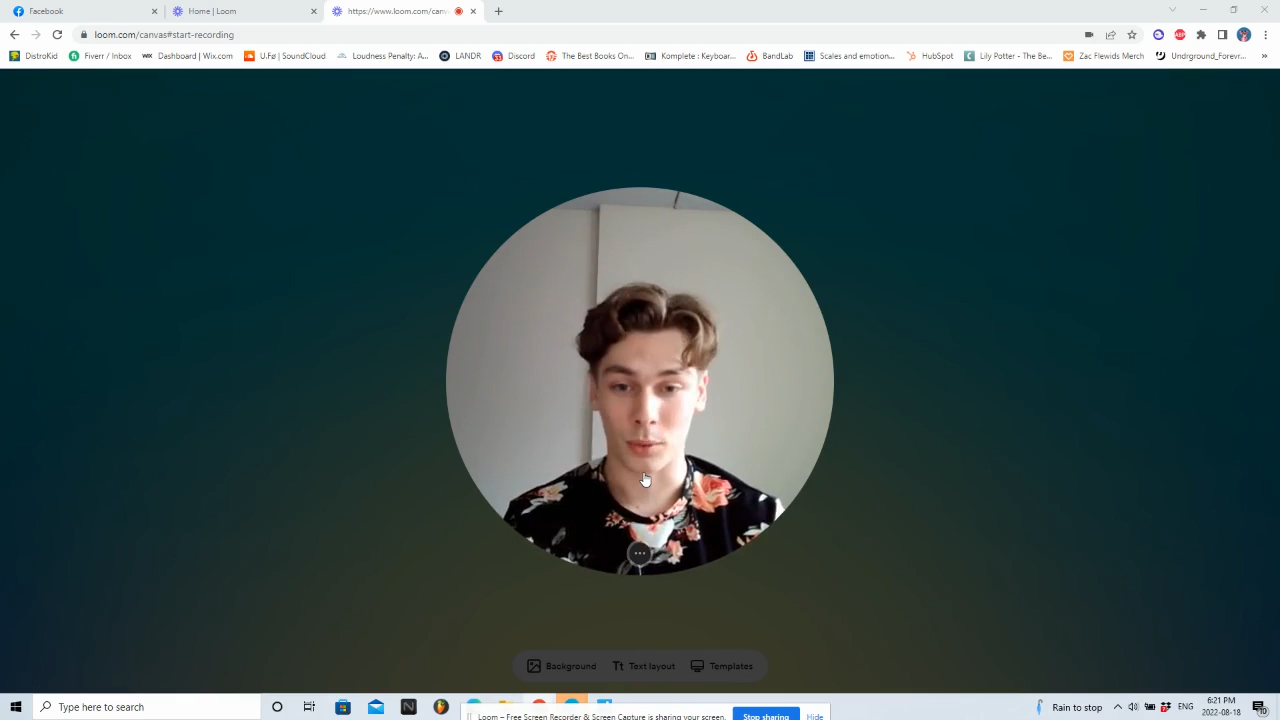 Facebook
Home | Loom
https://www.loom.com/can
loom.com/canvas#start-recording
DistroKid
Fiverr / Inbox
WiX Dashboard | Wix.com
U.Fø | SoundCloud
Loudness Penalty: A...
LANDR
Discord
The Best Books On...
Komplete : Keyboar...
BandLab
Scales and emotion...
HubSpot
Lily Potter - The Be...
Zac Flewids Merch
Undrground_Forevr...
»
Background
Tt Text layout
Templates
Type here to search
Loom – Free Screen Recorder & Screen Capture is sharing your screen.
Stop sharing
Hide
Rain to stop
ENG
6:21 PM
2022-08-18